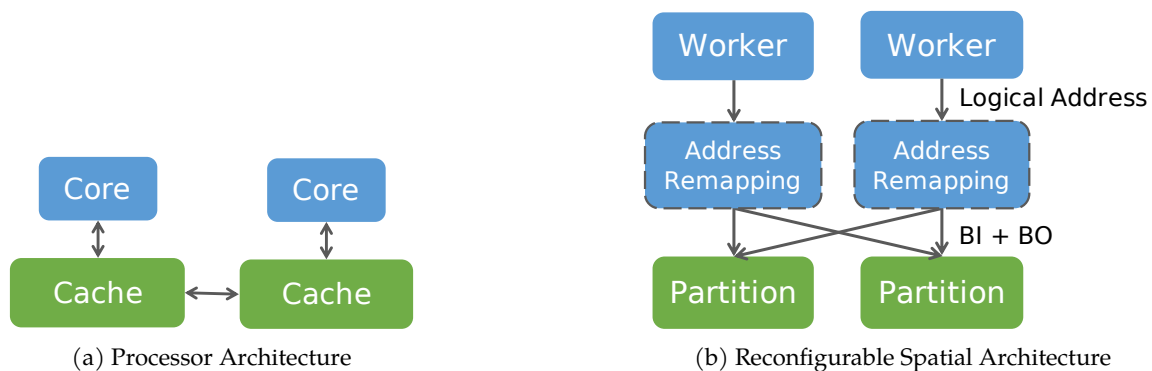 Core
Core
Cache
Cache
(a) Processor Architecture
Worker
Worker
Logical Address
Address
Remapping
Address
Remapping
BI + BO
Partition
Partition
(b) Reconfigurable Spatial Architecture